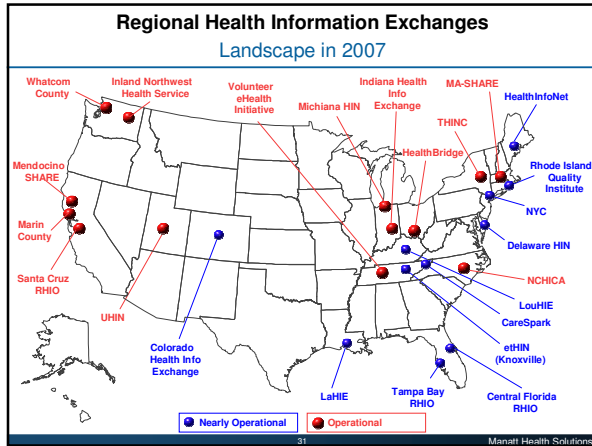 Regional Health Information Exchanges
Landscape in 2007
Whatcom
County
Inland Northwest
Health Service
Volunteer
eHealth
Initiative
Michiana HIN
Indiana Health
Info
Exchange
MA-SHARE
HealthInfoNet
THINC
HealthBridge
Rhode Island
Quality
Institute
NYC
Delaware HIN
Mendocino
SHARE
Marin
County
Santa Cruz
RHIO
UHIN
Colorado
Health Info
Exchange
NCHICA
LouHIE
CareSpark
etHIN
(Knoxville)
LaHIE
Tampa Bay
RHIO
Central Florida
RHIO
Nearly Operational
Operational
31
Manatt Health Solutions